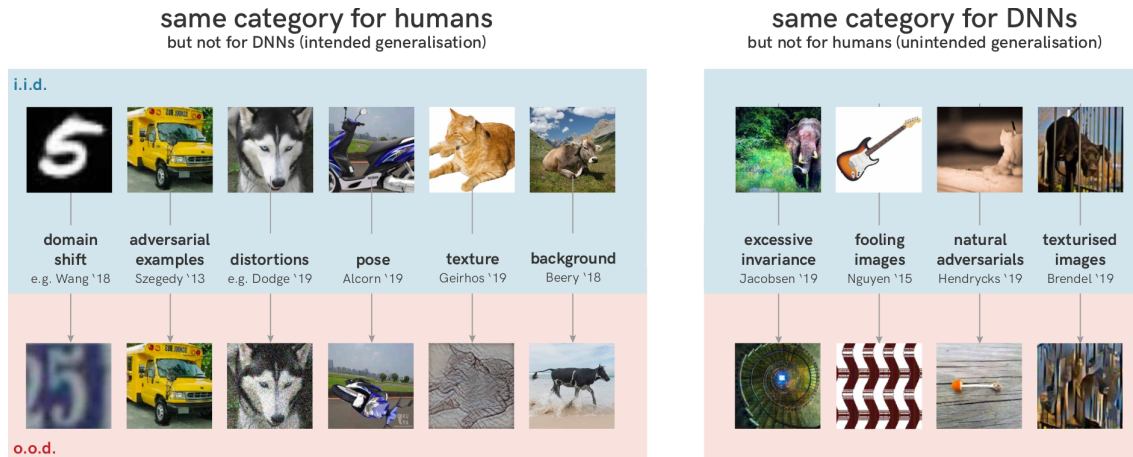 same category for humans
but not for DNNs (intended generalisation)
same category for DNNs
but not for humans (unintended generalisation)
i.i.d.
5
domain
shift
e.g. Wang ‘18
adversarial
examples
Szegedy ‘13
distortions
e.g. Dodge ‘19
pose
Alcorn ‘19
texture
Geirhos ‘19
background
Beery ‘18
excessive
invariance
Jacobsen ‘19
fooling
images
Nguyen ‘15
natural
adversarials
Hendrycks ‘19
texturised
images
Brendel ‘19
25
o.o.d.